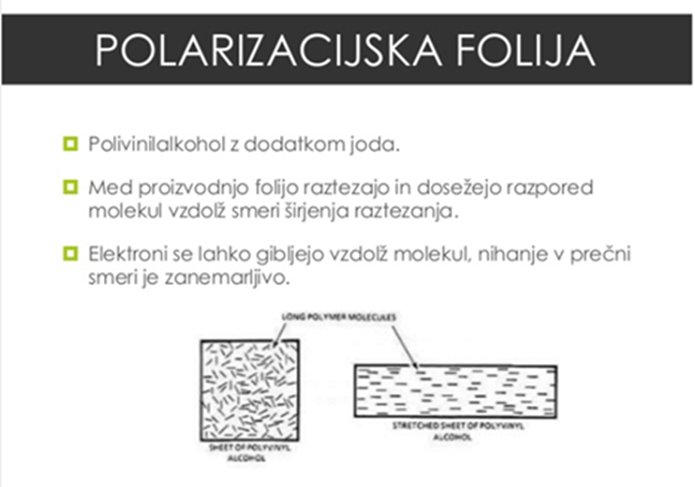 POLARIZACIJSKA FOLIJA
Polivinilalkohol z dodatkom joda.
Med proizvodnjo folijo raztezajo in dosežejo razpored
molekul vzdolž smeri širjenja raztezanja.
Elektroni se lahko gibljejo vzdolž molekul, nihanje v prečni
smeri je zanemarljivo.
LONG POLYMER MOLECULES
SHEET OF POLYVINYL
ALCOHOL
STRETCHED SHEET OF POLYVINYL
ALCOHOL